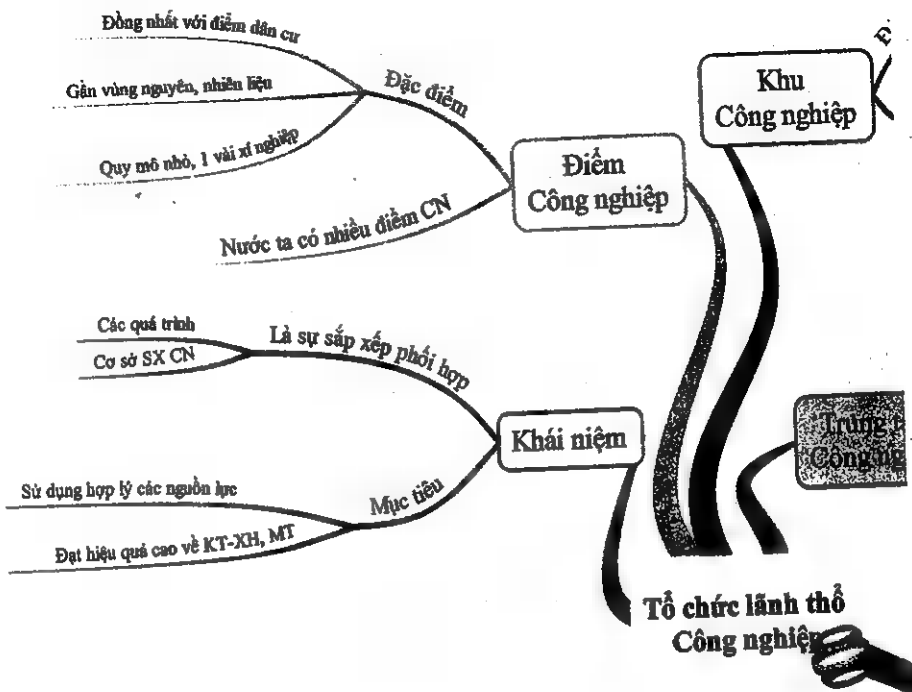 Đồng nhất với điểm dân cư
Gần vùng nguyên, nhiên liệu
Quy mô nhỏ, 1 vài xí nghiệp
Đặc điểm
Nước ta có nhiều điểm CN
Điểm
Công nghiệp
Khu
Công nghiệp
Các quá trình
Cơ sở SX CN
Là sự sắp xếp phối hợp
Khái niệm
Sử dụng hợp lý các nguồn lực
Đạt hiệu quả cao về KT-XH, MT
Mục tiêu
Trung
Công
Tổ chức lãnh thổ
Công nghiệp